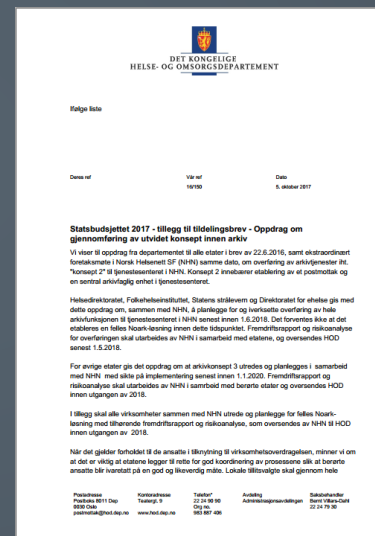 DET KONGELIGE
HELSE- OG OMSORGSDEPARTEMENT
Ifølge liste
Deres ref Vår ref Dato
16/150 5. oktober 2017
Statsbudsjettet 2017 - tillegg til tildelingsbrev - Oppdrag om
gjennomføring av utvidet konsept innen arkiv
Vi viser til oppdrag fra departementet til alle etater i brev av 22.6.2016, samt ekstraordinært
foretaksmøte i Norsk Helsenett SF (NHN) samme dato, om overføring av arkivtjenester iht.
"konsept 2" til tjenestesenteret i NHN. Konsept 2 innebærer etablering av et postmottak og
en sentral arkivfaglig enhet i tjenestesenteret.
Helsedirektoratet, Folkehelseinstituttet, Statens strålevern og Direktoratet for ehelse gis med
dette oppdrag om, sammen med NHN, å planlegge for og iverksette overføring av hele
arkivfunksjonen til tjenestesenteret i NHN senest innen 1.6.2018. Det forventes ikke at det
etableres en felles Noark-løsning innen dette tidspunktet. Fremdriftsrapport og risikoanalyse
for overføringen skal utarbeides av NHN i samarbeid med etatene, og oversendes HOD
senest 1.5.2018.
For øvrige etater gis det oppdrag om at arkivkonsept 3 utredes og planlegges i samarbeid
med NHN med sikte på implementering senest innen 1.1.2020. Fremdriftsrapport og
risikoanalyse skal utarbeides av NHN i samrbeid med berørte etater og oversendes HOD
innen utgangen av 2018.
I tillegg skal alle virksomheter sammen med NHN utrede og planlegge for felles Noark-
løsning med tilhørende fremdriftsrapport og risikoanalyse, som oversendes av NHN til HOD
innen utgangen av 2018.
Når det gjelder forholdet til de ansatte i tilknytning til virksomhetsoverdragelsen, minner vi om
at det er viktig at etatene legger til rette for god koordinering av prosessene slik at berørte
ansatte blir ivaretatt på en god og likeverdig måte. Lokale tillitsvalgte skal gjennom hele
Postadresse Kontoradresse Telefon* Avdeling Saksbehandler
Postboks 8011 Dep Teatergt. 9 22 24 90 90 Administrasjonsavdelingen Bernt Villars-Dahl
0030 Oslo Org no. 22 24 79 30
postmottak@hod.dep.no www.hod.dep.no 983 887 406